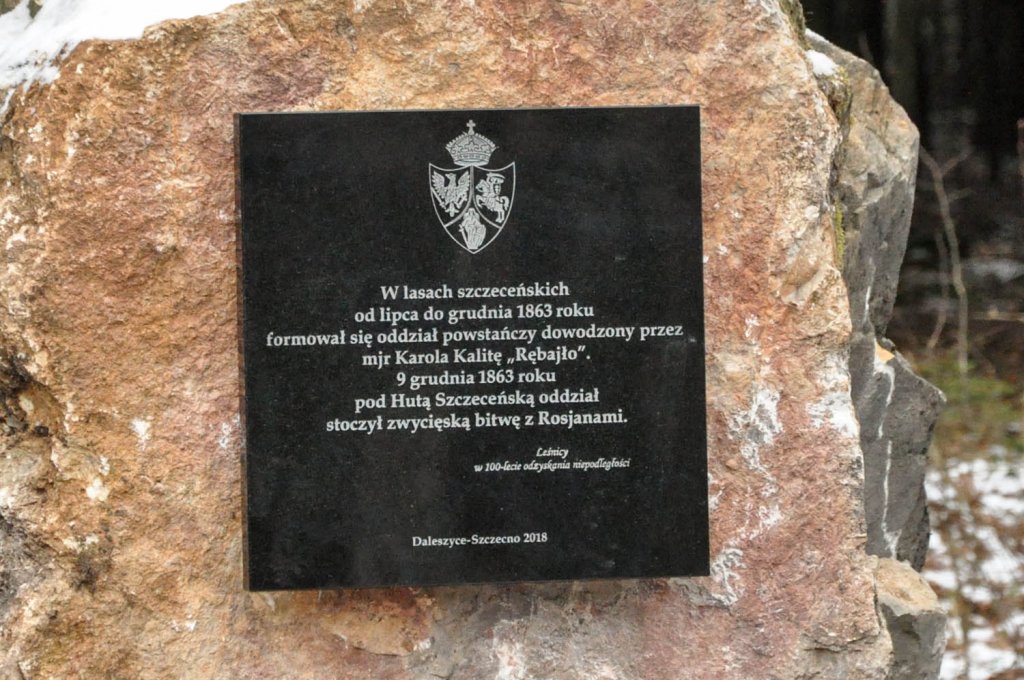 W lasach szczeceńskich
od lipca do grudnia 1863 roku
formował się oddział powstańczy dowodzony przez
mjr Karola Kalitę „Rębajło”.
9 grudnia 1863 roku
pod Hutą Szczeceńską oddział
stoczył zwycięską bitwę z Rosjanami.
Leśnicy
w 100-lecie odzyskania niepodległości
Daleszyce-Szczecno 2018